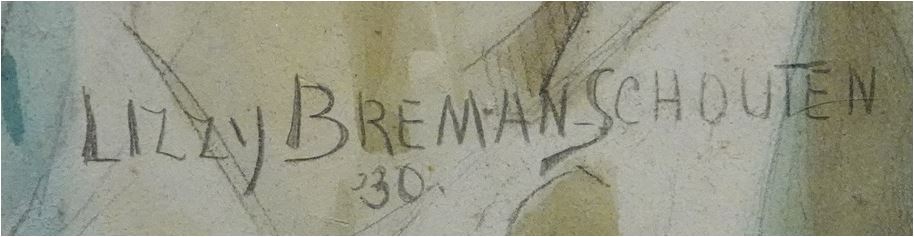 LIZZY BREMAN-SCHOUTEN
'30.